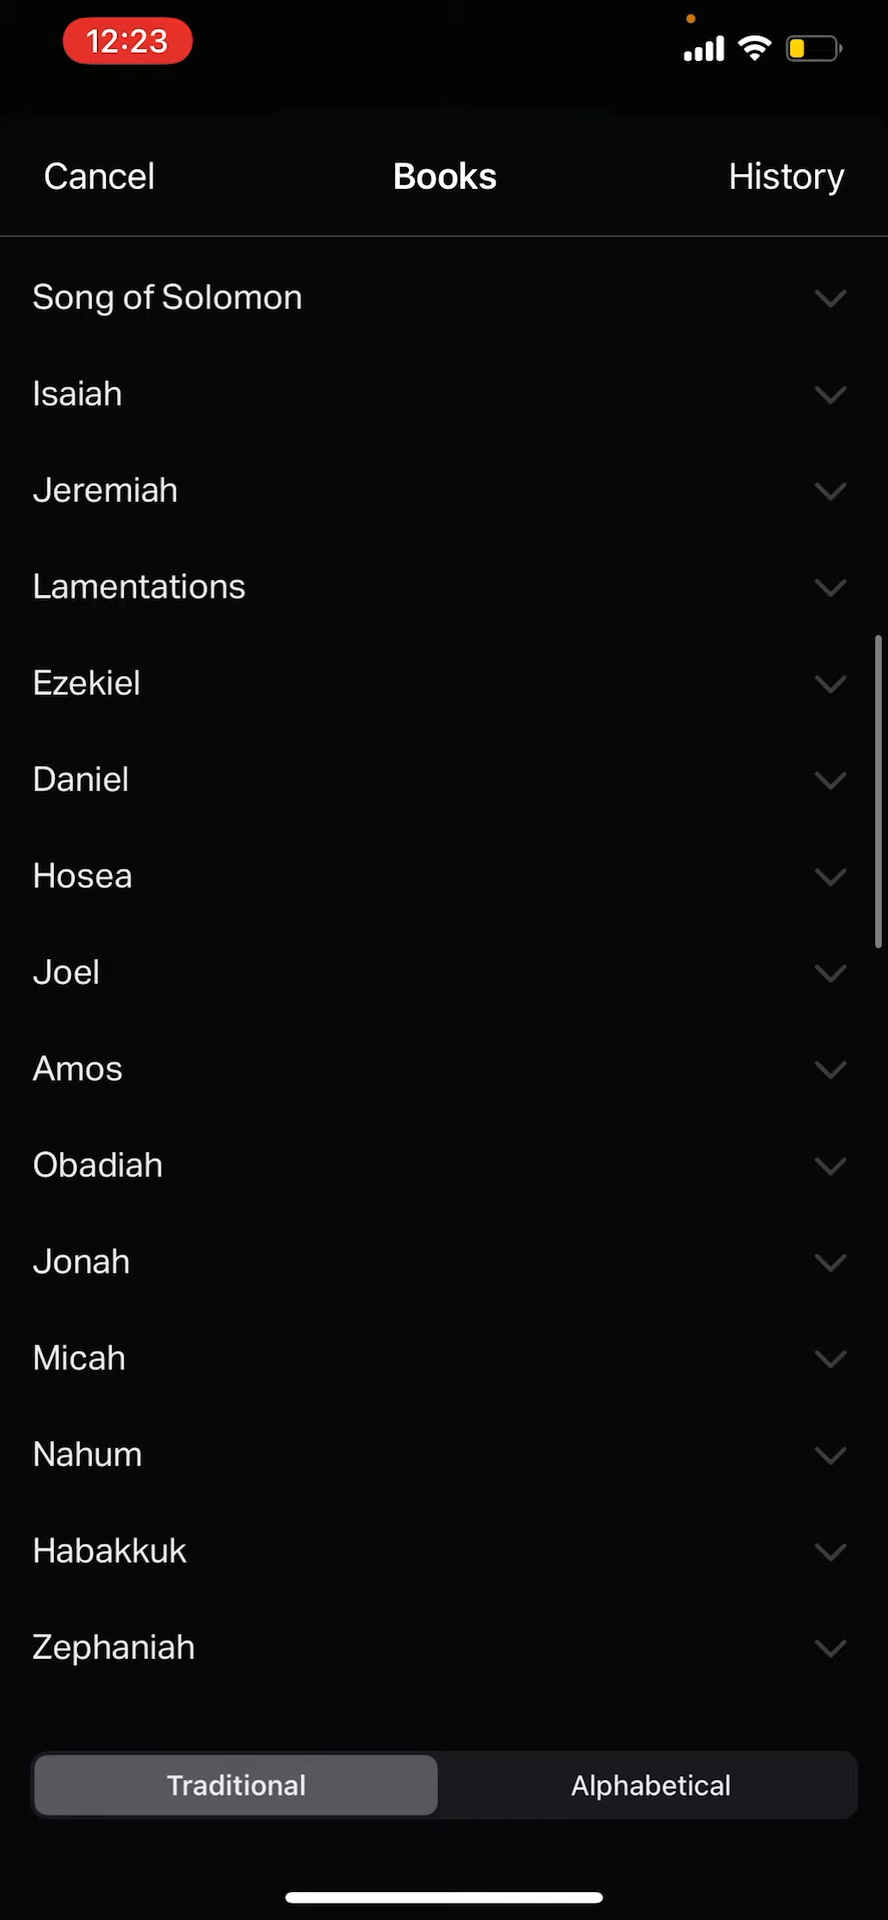 12:23
Cancel Books History
Song of Solomon
Isaiah
Jeremiah
Lamentations
Ezekiel
Daniel
Hosea
Joel
Amos
Obadiah
Jonah
Micah
Nahum
Habakkuk
Zephaniah
Traditional Alphabetical